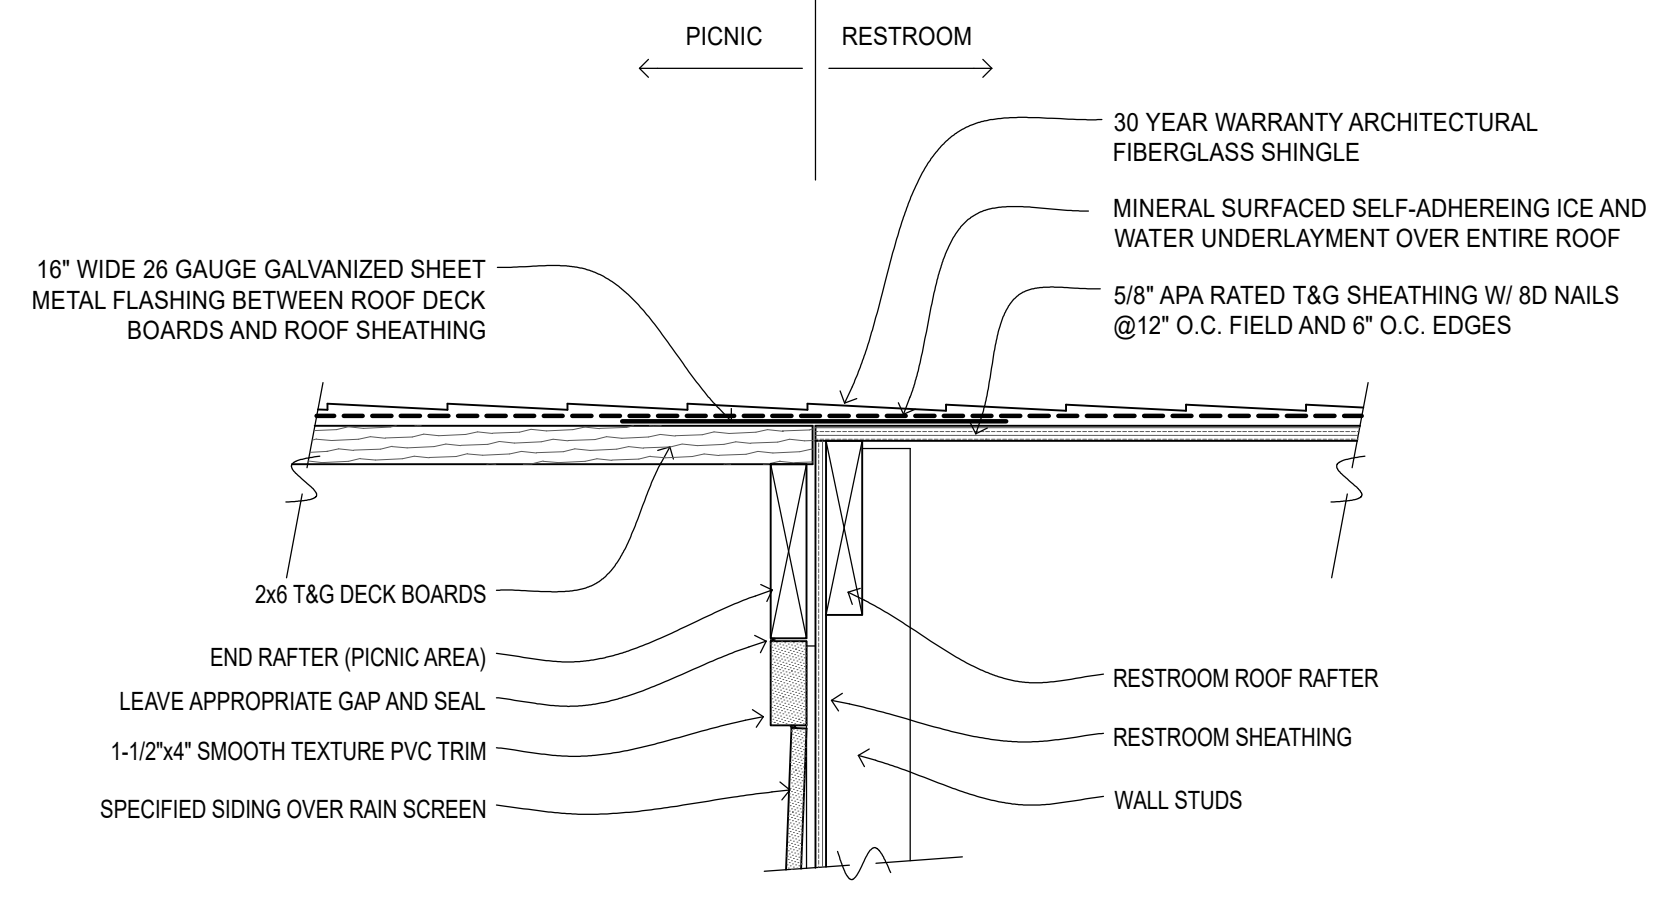 PICNIC
RESTROOM
30 YEAR WARRANTY ARCHITECTURAL
FIBERGLASS SHINGLE
MINERAL SURFACED SELF-ADHEREING ICE AND
WATER UNDERLAYMENT OVER ENTIRE ROOF
5/8" APA RATED T&G SHEATHING W/ 8D NAILS
@12" O.C. FIELD AND 6" O.C. EDGES
16" WIDE 26 GAUGE GALVANIZED SHEET
METAL FLASHING BETWEEN ROOF DECK
BOARDS AND ROOF SHEATHING
2x6 T&G DECK BOARDS
END RAFTER (PICNIC AREA)
LEAVE APPROPRIATE GAP AND SEAL
1-1/2"x4" SMOOTH TEXTURE PVC TRIM
SPECIFIED SIDING OVER RAIN SCREEN
RESTROOM ROOF RAFTER
RESTROOM SHEATHING
WALL STUDS